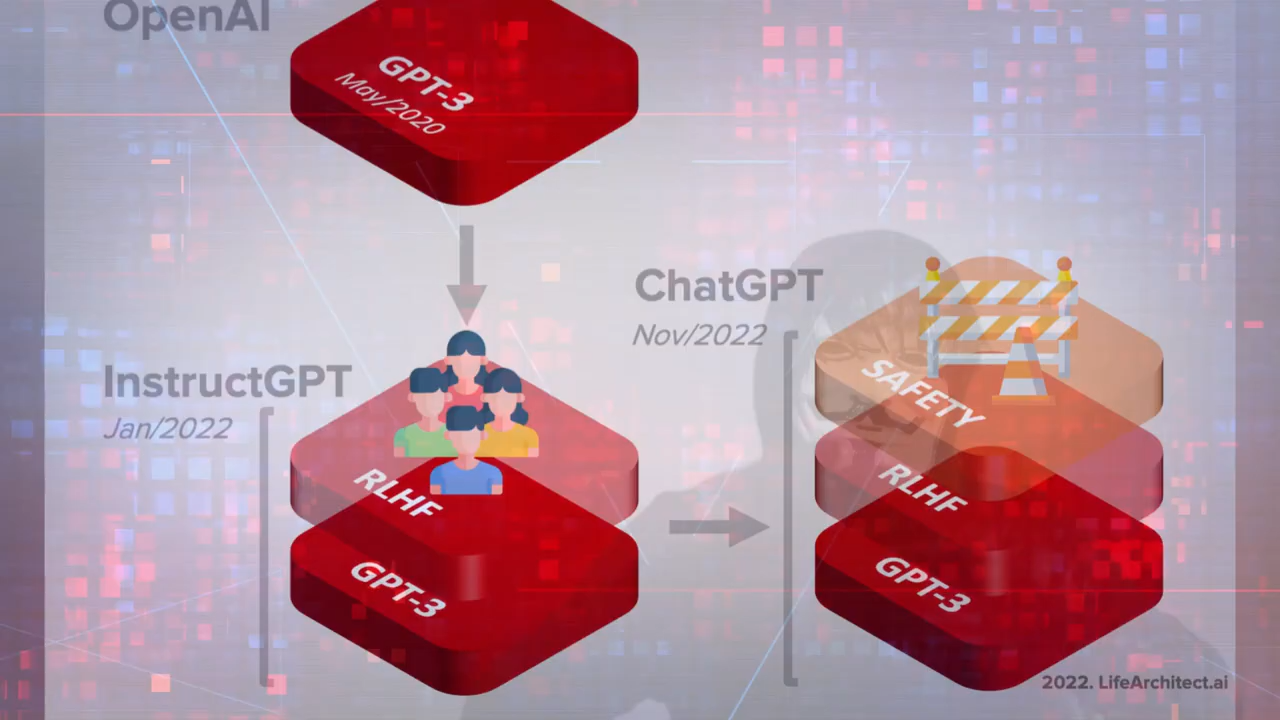 OpenAI
GPT-3
May/2020
ChatGPT
Nov/2022
InstructGPT
Jan/2022
SAFETY
RLHF
GPT-3
RLHF
GPT-3
2022. LifeArchitect.ai